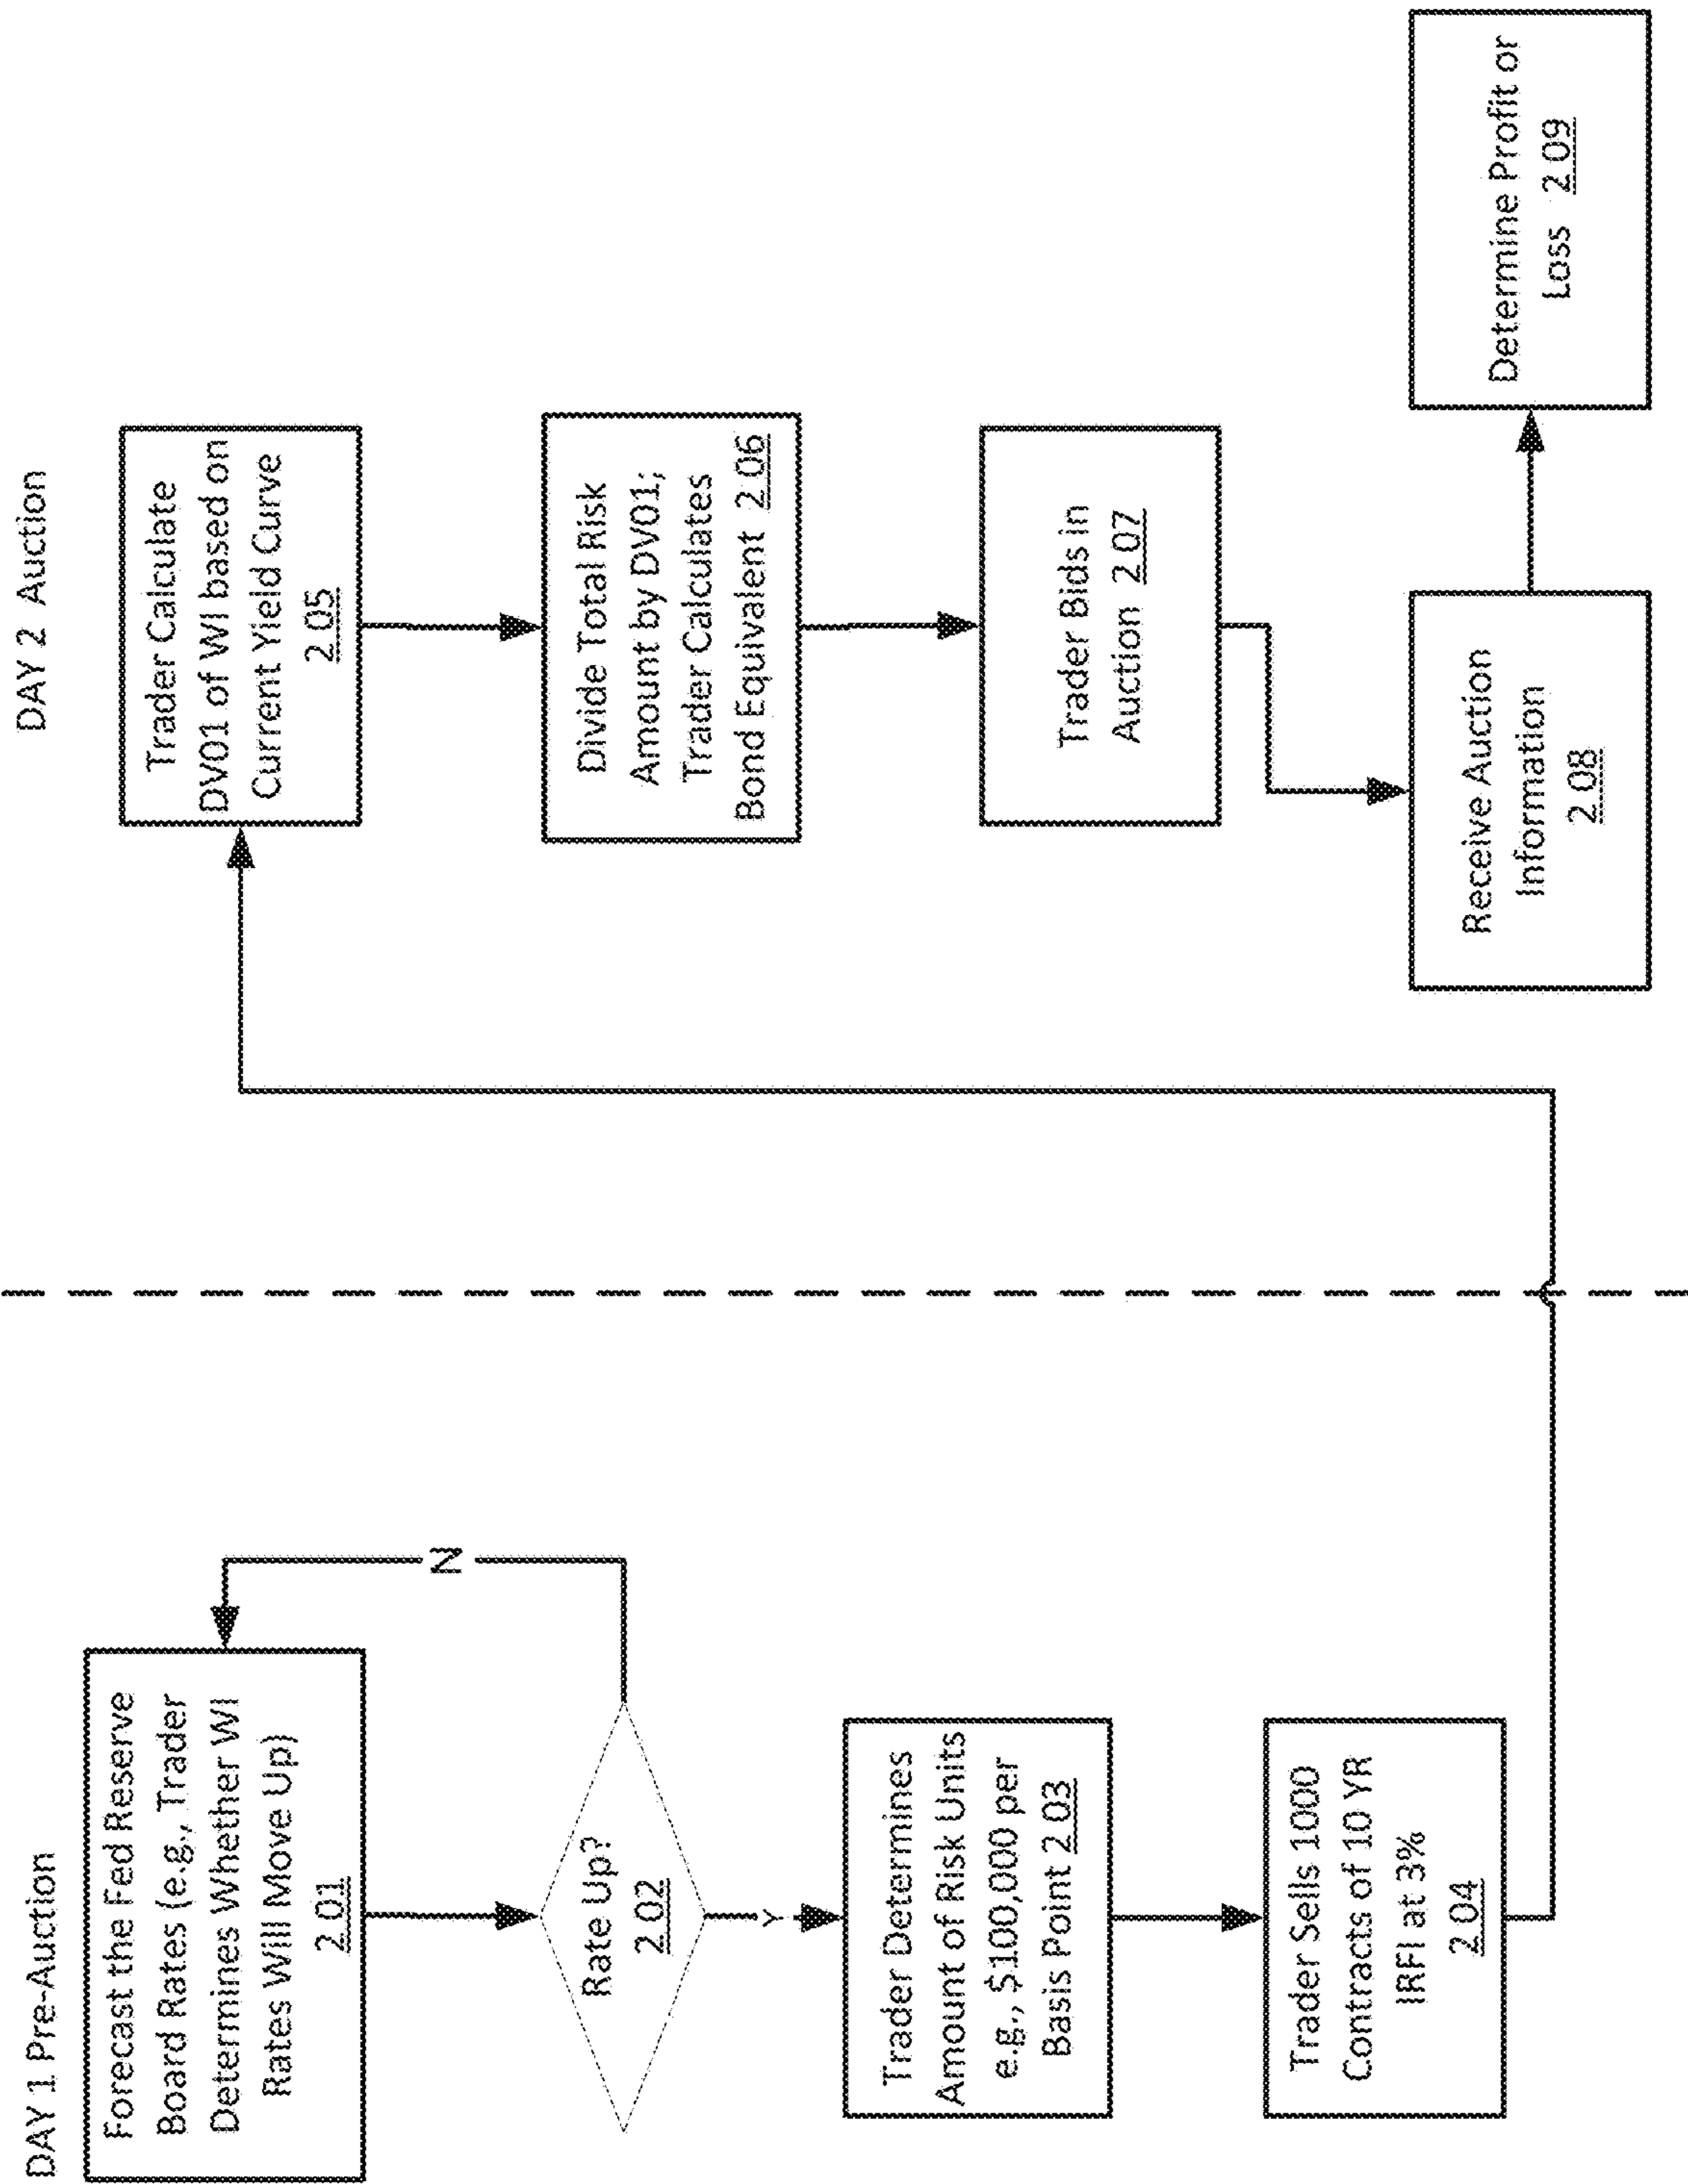 DAY 1 Pre-Auction
Forecast the Fed Reserve
Board Rates (e.g., Trader
Determines Whether WI
Rates Will Move Up)
2 01
N
Rate Up?
2 02
Y
Trader Determines
Amount of Risk Units
e.g., $100,000 per
Basis Point 2 03
Trader Sells 1000
Contracts of 10 YR
IRFI at 3%
2 04
DAY 2 Auction
Trader Calculate
DV01 of WI based on
Current Yield Curve
2 05
Divide Total Risk
Amount by DV01;
Trader Calculates
Bond Equivalent 2 06
Trader Bids in
Auction 2 07
Receive Auction
Information
2 08
Determine Profit or
Loss 2 09